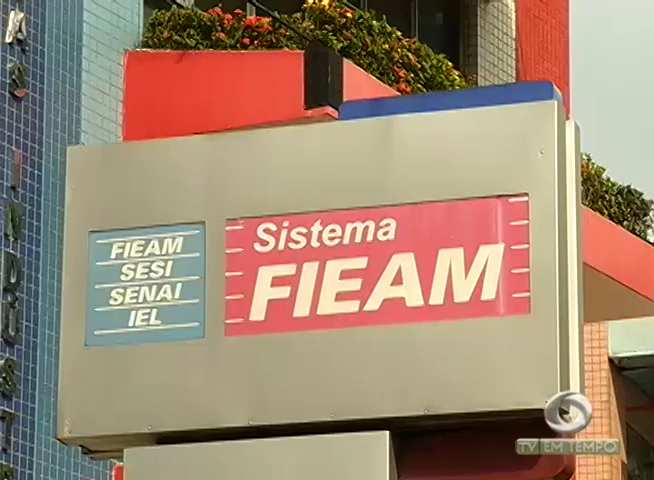 FIEAM
SESI
SENAI
IEL
Sistema
FIEAM
TV EM TEMPO